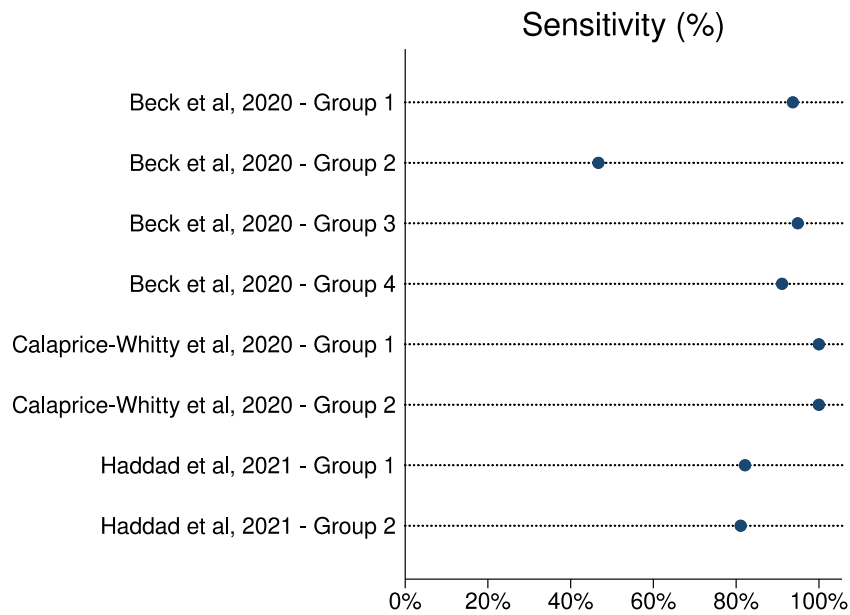 Sensitivity (%)
Beck et al, 2020 - Group 1
Beck et al, 2020 - Group 2
Beck et al, 2020 - Group 3
Beck et al, 2020 - Group 4
Calaprice-Whitty et al, 2020 - Group 1
Calaprice-Whitty et al, 2020 - Group 2
Haddad et al, 2021 - Group 1
Haddad et al, 2021 - Group 2
0% 20% 40% 60% 80% 100%